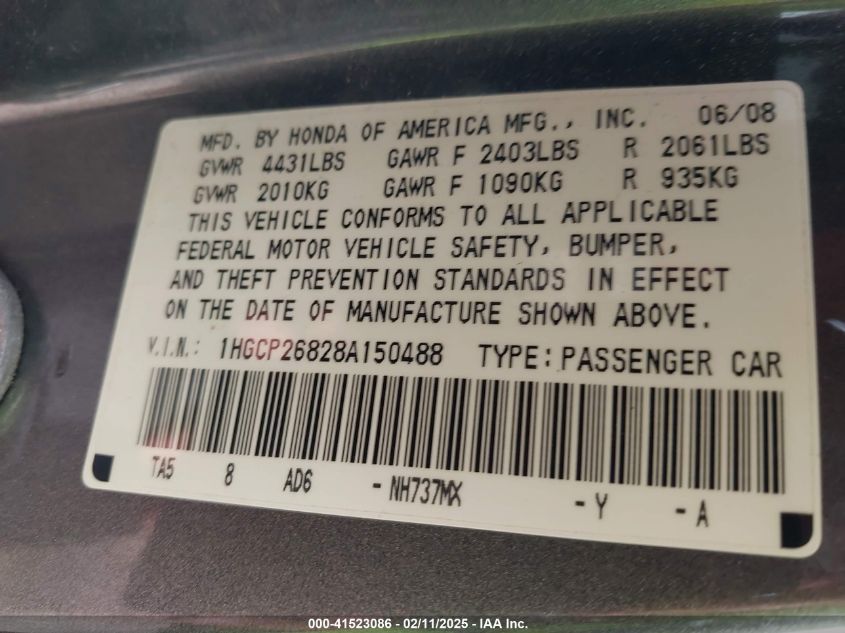 MFD. BY HONDA OF AMERICA MFG., INC. 06/08
GVWR 4431LBS GAWR F 2403LBS R 2061LBS
GVWR 2010KG GAWR F 1090KG R 935KG
THIS VEHICLE CONFORMS TO ALL APPLICABLE
FEDERAL MOTOR VEHICLE SAFETY, BUMPER,
AND THEFT PREVENTION STANDARDS IN EFFECT
ON THE DATE OF MANUFACTURE SHOWN ABOVE.
V.I.N.: 1HGCP26828A150488 TYPE: PASSENGER CAR
TA5 8 AD6 - NH737MX - Y - A
000-41523086 - 02/11/2025 - IAA Inc.